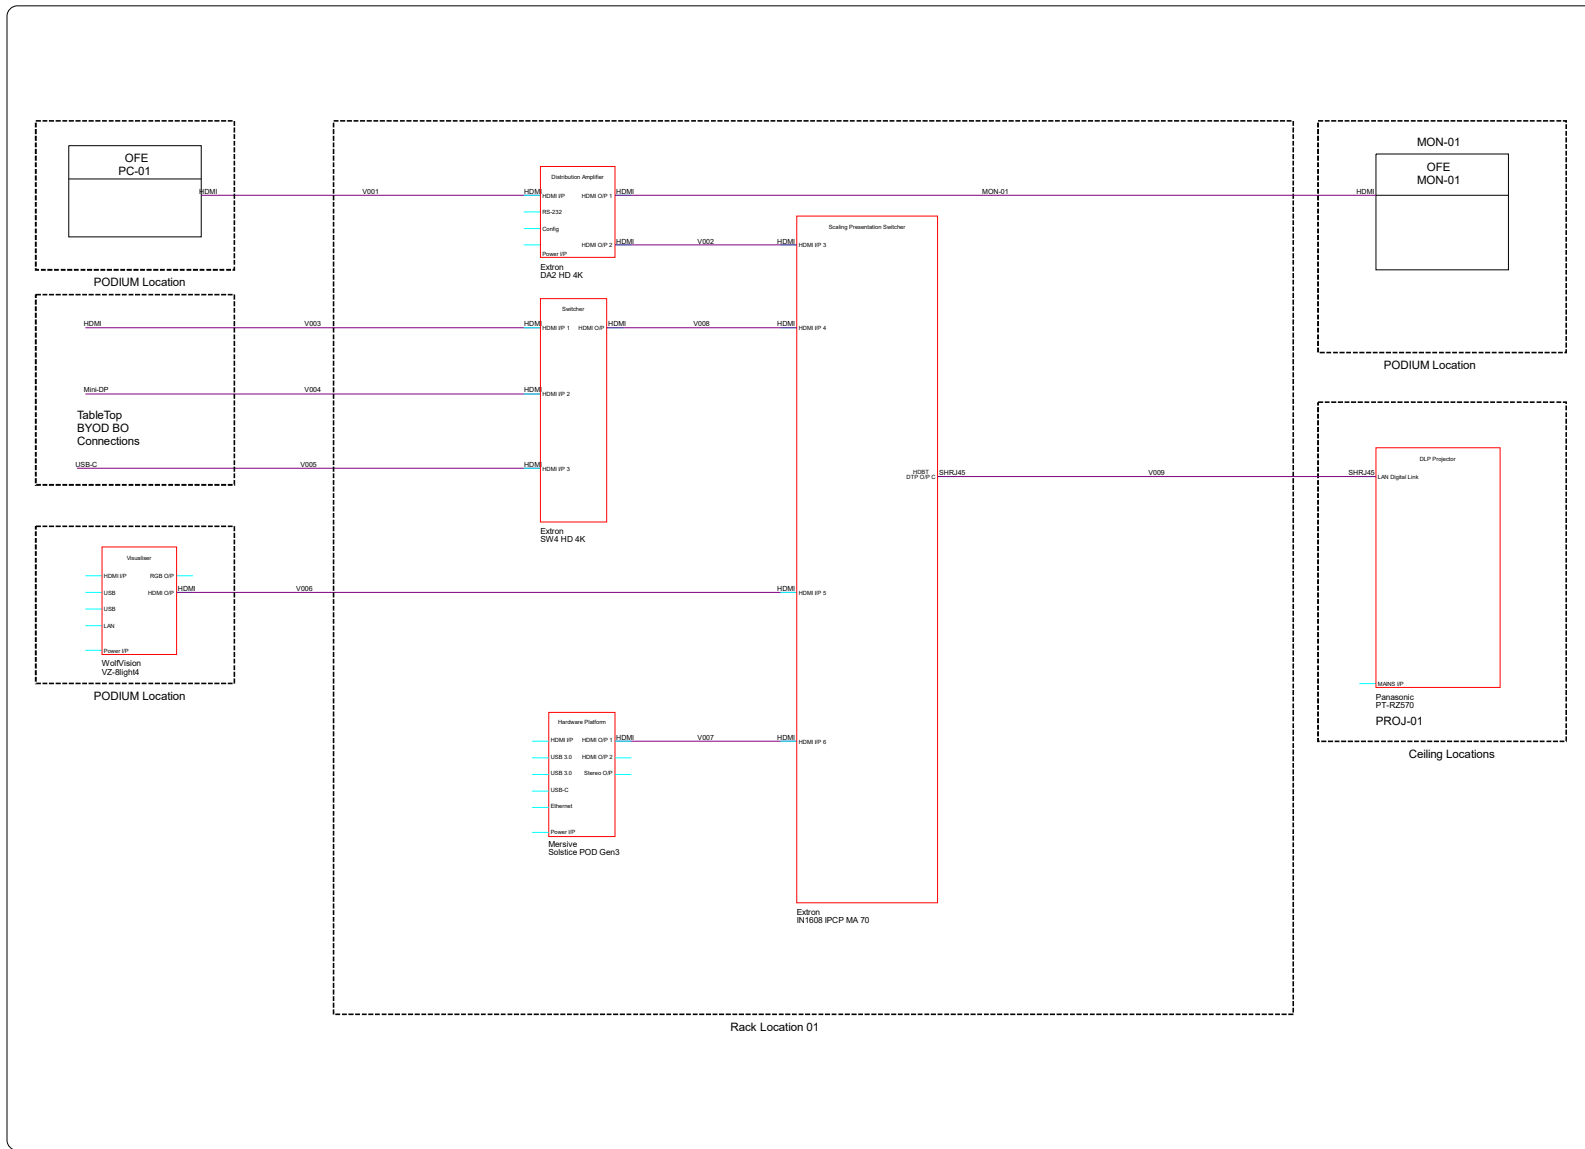 OFE
PC-01
HDMI
V001
PODIUM Location
HDMI
V003
Mini-DP
V004
TableTop
BYOD BO
Connections
USB-C
V005
Visualiser
HDMI I/P
RGB O/P
USB
HDMI O/P
HDMI
V006
USB
LAN
Power I/P
WolfVision
VZ-8light4
PODIUM Location
Distribution Amplifier
HDMI
HDMI I/P
HDMI O/P 1
HDMI
MON-01
RS-232
Config
HDMI O/P 2
HDMI
V002
Power I/P
Extron
DA2 HD 4K
Switcher
HDMI
HDMI I/P 1
HDMI O/P
HDMI
V008
HDMI
HDMI I/P 2
HDMI
HDMI I/P 3
Extron
SW4 HD 4K
Hardware Platform
HDMI I/P
HDMI O/P 1
HDMI
V007
USB 3.0
HDMI O/P 2
USB 3.0
Stereo O/P
USB-C
Ethernet
Power I/P
Mersive
Solstice POD Gen3
Scaling Presentation Switcher
HDMI
HDMI I/P 3
HDMI
HDMI I/P 4
HDBT
DTP O/P C
SHRJ45
V009
HDMI
HDMI I/P 5
HDMI
HDMI I/P 6
Extron
IN1608 IPCP MA 70
Rack Location 01
MON-01
OFE
MON-01
HDMI
PODIUM Location
DLP Projector
SHRJ45
LAN Digital Link
MAINS I/P
Panasonic
PT-RZ570
PROJ-01
Ceiling Locations